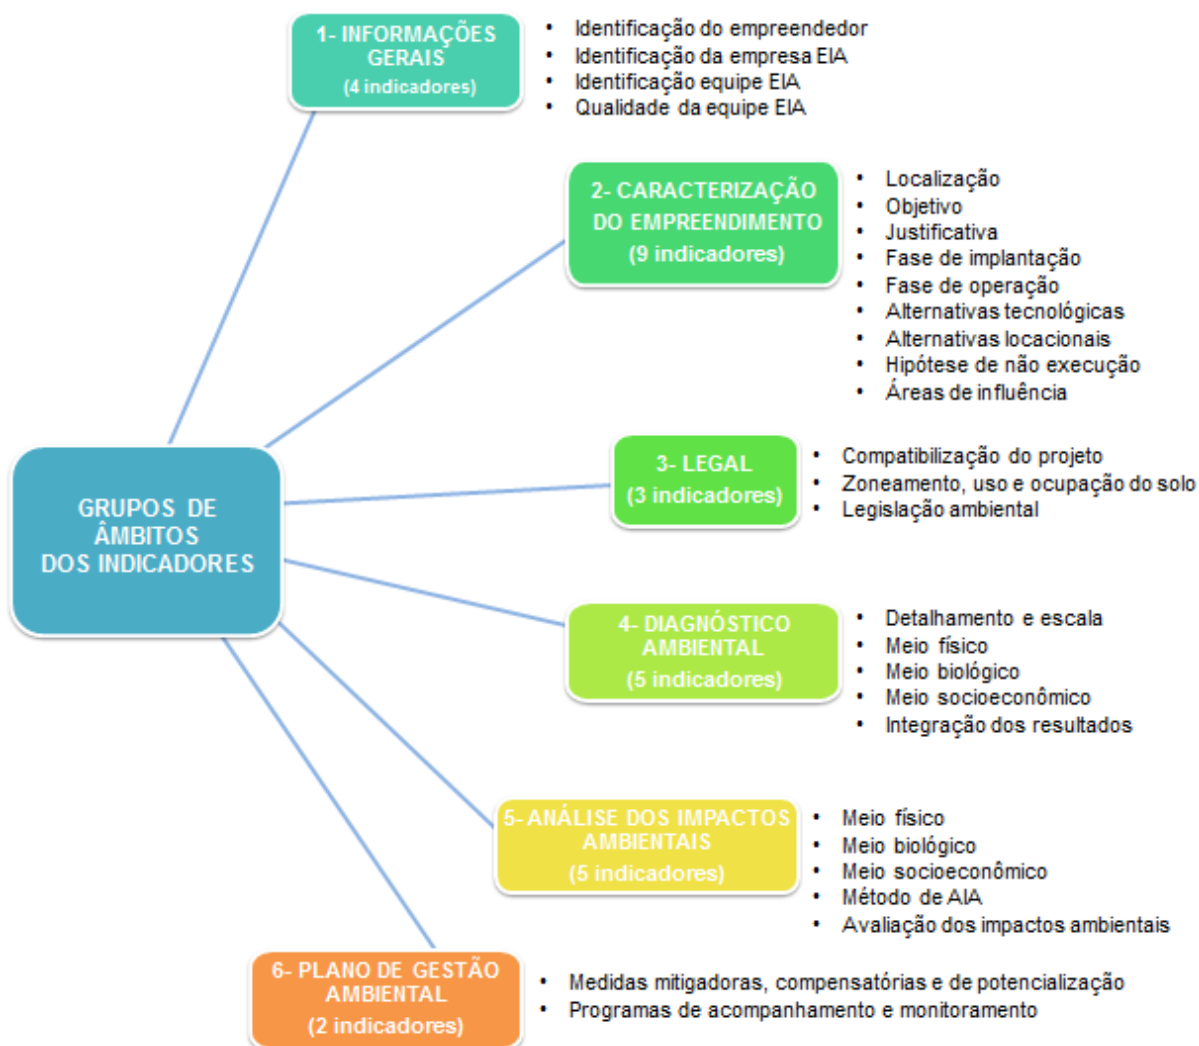 1- INFORMAÇÕES
GERAIS
(4 indicadores)
• Identificação do empreendedor
• Identificação da empresa EIA
• Identificação equipe EIA
• Qualidade da equipe EIA
2- CARACTERIZAÇÃO
DO EMPREENDIMENTO
(9 indicadores)
• Localização
• Objetivo
• Justificativa
• Fase de implantação
• Fase de operação
• Alternativas tecnológicas
• Alternativas locacionais
• Hipótese de não execução
• Áreas de influência
GRUPOS DE
ÂMBITOS
DOS INDICADORES
3- LEGAL
(3 indicadores)
• Compatibilização do projeto
• Zoneamento, uso e ocupação do solo
• Legislação ambiental
4- DIAGNÓSTICO
AMBIENTAL
(5 indicadores)
• Detalhamento e escala
• Meio físico
• Meio biológico
• Meio socioeconômico
• Integração dos resultados
5- ANÁLISE DOS IMPACTOS
AMBIENTAIS
(5 indicadores)
• Meio físico
• Meio biológico
• Meio socioeconômico
• Método de AIA
• Avaliação dos impactos ambientais
6- PLANO DE GESTÃO
AMBIENTAL
(2 indicadores)
• Medidas mitigadoras, compensatórias e de potencialização
• Programas de acompanhamento e monitoramento